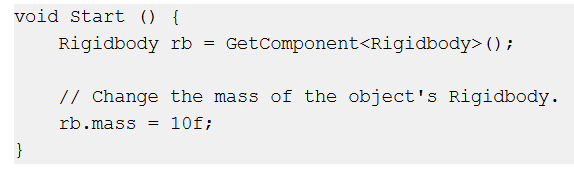 void Start () {
    Rigidbody rb = GetComponent<Rigidbody>();
    // Change the mass of the object's Rigidbody.
    rb.mass = 10f;
}